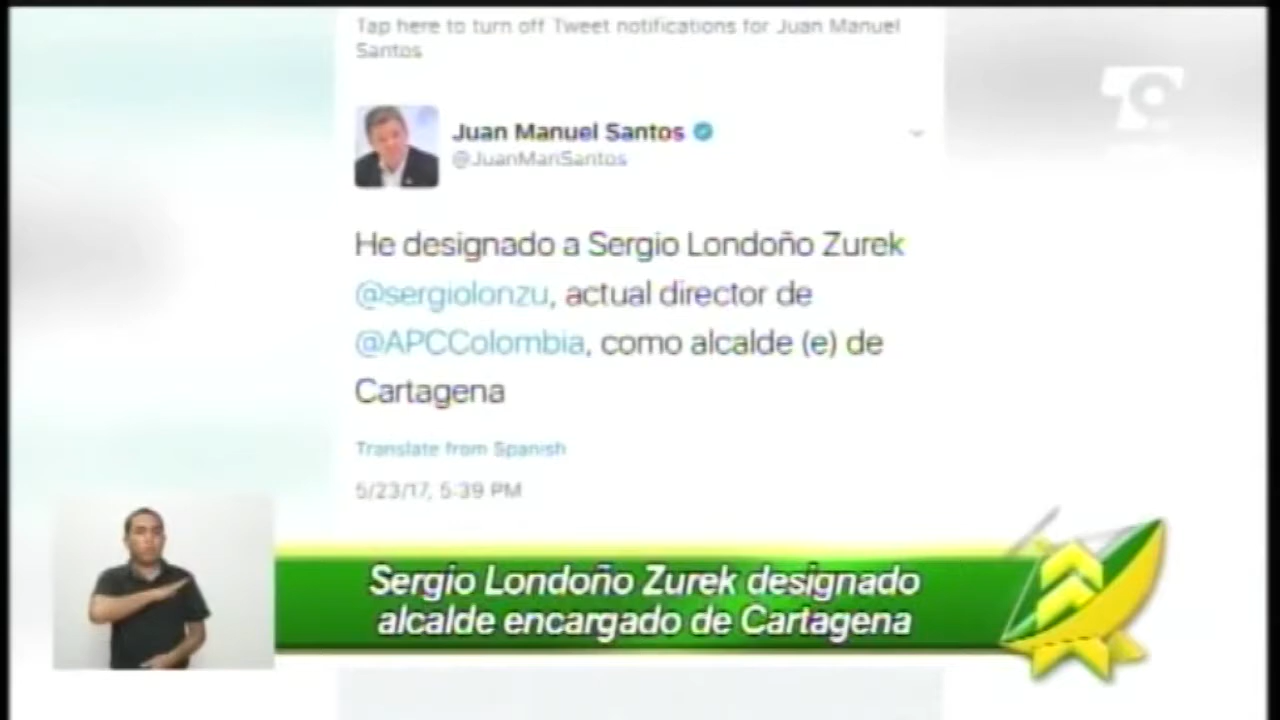 Tap here to turn off Tweet notifications for Juan Manuel
Santos
Juan Manuel Santos
@JuanManSantos
He designado a Sergio Londoño Zurek
@sergiolonzu, actual director de
@APCColombia, como alcalde (e) de
Cartagena
Translate from Spanish
5/23/17, 5:39 PM
Sergio Londoño Zurek designado
alcalde encargado de Cartagena